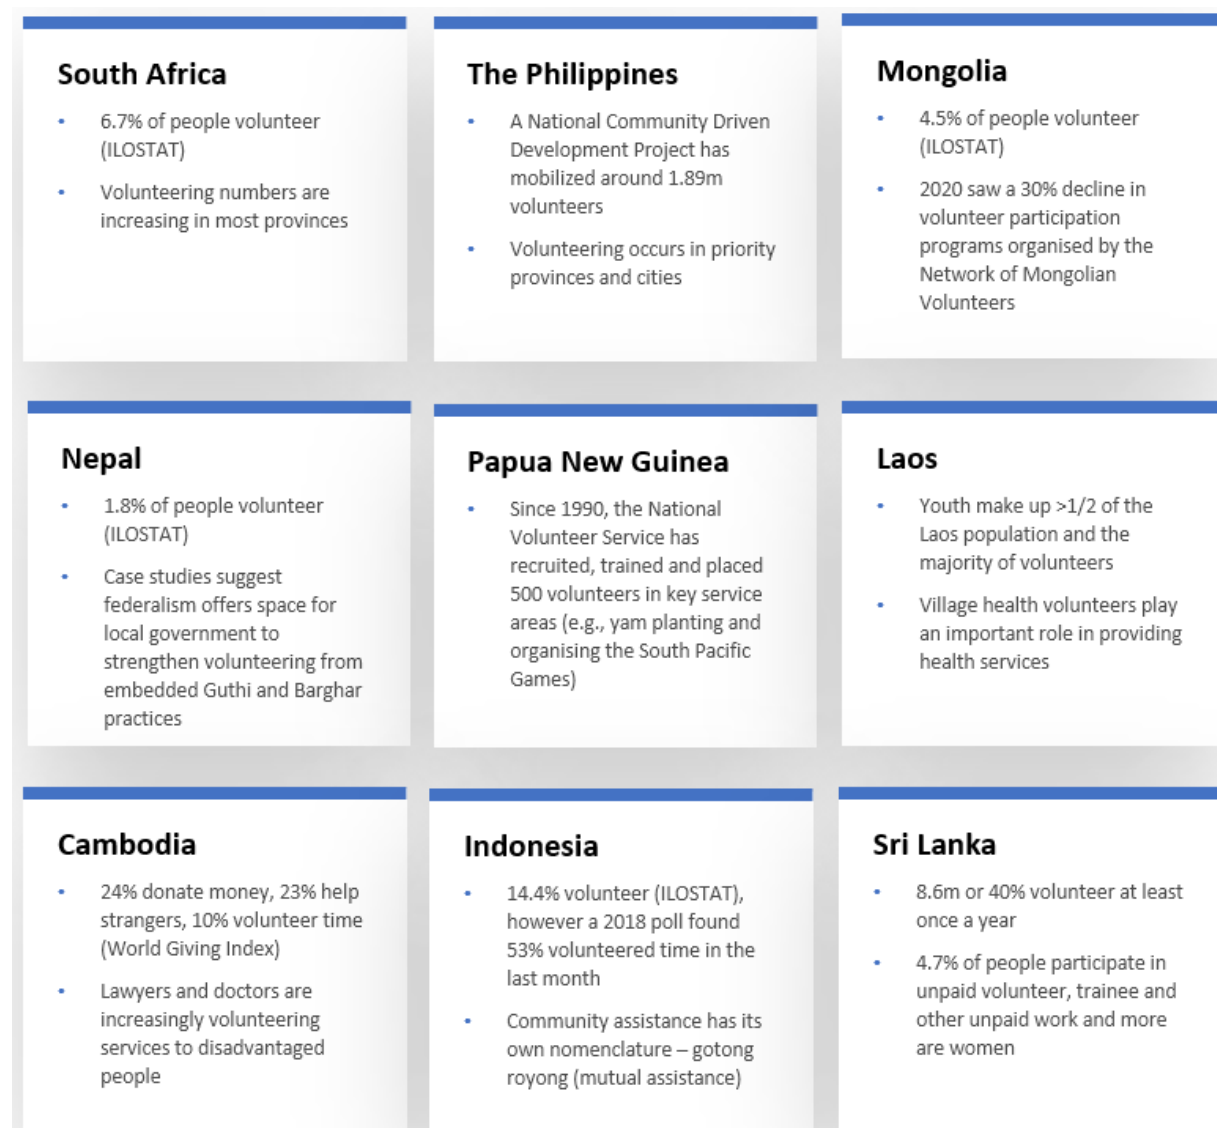 South Africa
• 6.7% of people volunteer
(ILOSTAT)
• Volunteering numbers are
increasing in most provinces
The Philippines
• A National Community Driven
Development Project has
mobilized around 1.89m
volunteers
• Volunteering occurs in priority
provinces and cities
Mongolia
• 4.5% of people volunteer
(ILOSTAT)
• 2020 saw a 30% decline in
volunteer participation
programs organised by the
Network of Mongolian
Volunteers
Nepal
• 1.8% of people volunteer
(ILOSTAT)
• Case studies suggest
federalism offers space for
local government to
strengthen volunteering from
embedded Guthi and Barghar
practices
Papua New Guinea
• Since 1990, the National
Volunteer Service has
recruited, trained and placed
500 volunteers in key service
areas (e.g., yam planting and
organising the South Pacific
Games)
Laos
• Youth make up >1/2 of the
Laos population and the
majority of volunteers
• Village health volunteers play
an important role in providing
health services
Cambodia
• 24% donate money, 23% help
strangers, 10% volunteer time
(World Giving Index)
• Lawyers and doctors are
increasingly volunteering
services to disadvantaged
people
Indonesia
• 14.4% volunteer (ILOSTAT),
however a 2018 poll found
53% volunteered time in the
last month
• Community assistance has its
own nomenclature – gotong
royong (mutual assistance)
Sri Lanka
• 8.6m or 40% volunteer at least
once a year
• 4.7% of people participate in
unpaid volunteer, trainee and
other unpaid work and more
are women